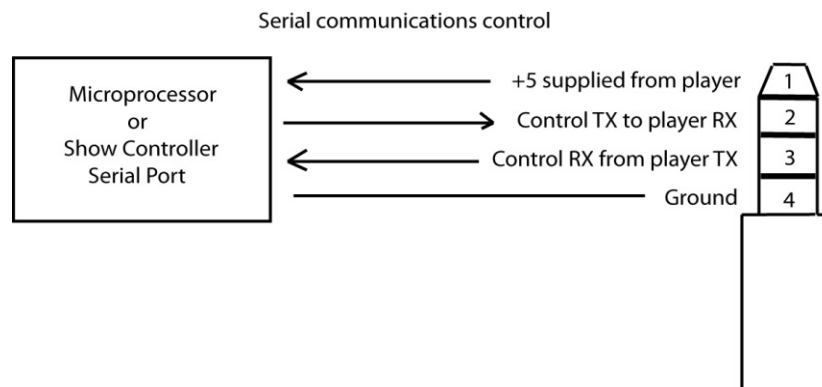 Serial communications control
Microprocessor
or
Show Controller
Serial Port
+5 supplied from player
1
Control TX to player RX
2
Control RX from player TX
3
Ground
4